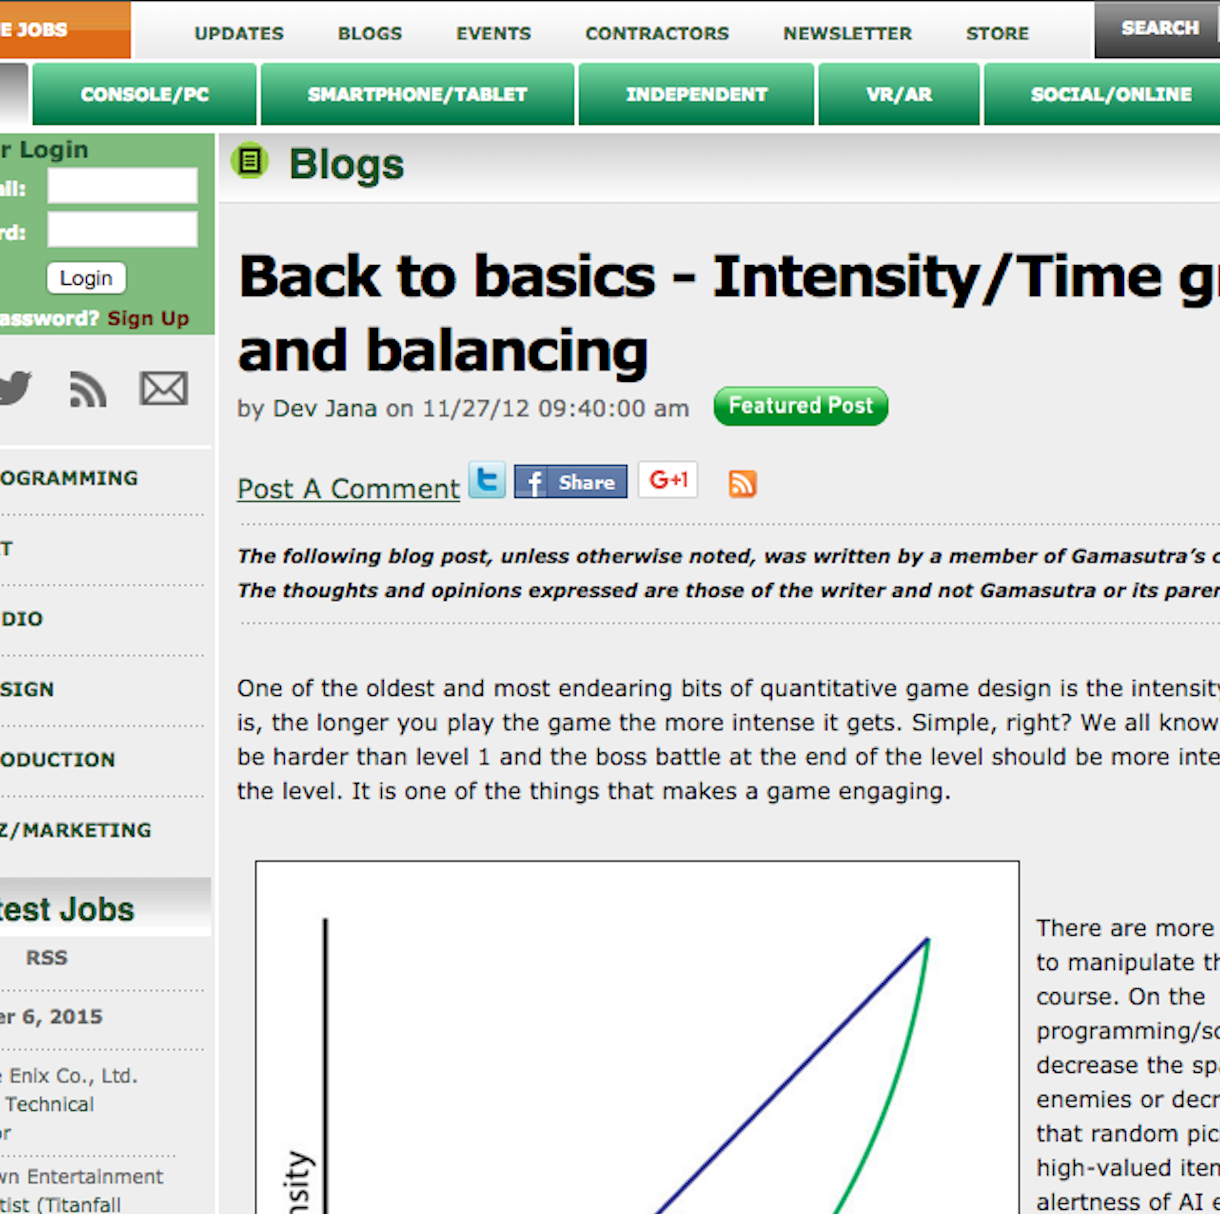 E JOBS
UPDATES BLOGS EVENTS CONTRACTORS NEWSLETTER STORE SEARCH
CONSOLE/PC SMARTPHONE/TABLET INDEPENDENT VR/AR SOCIAL/ONLINE
r Login
il:
rd:
Login
assword? Sign Up
OGRAMMING
T
DIO
SIGN
ODUCTION
Z/MARKETING
test Jobs
RSS
er 6, 2015
e Enix Co., Ltd.
Technical
or
wn Entertainment
tist (Titanfall
Blogs
Back to basics - Intensity/Time gr
and balancing
by Dev Jana on 11/27/12 09:40:00 am Featured Post
Post A Comment t f Share G+1
The following blog post, unless otherwise noted, was written by a member of Gamasutra’s c
The thoughts and opinions expressed are those of the writer and not Gamasutra or its paren
One of the oldest and most endearing bits of quantitative game design is the intensity
is, the longer you play the game the more intense it gets. Simple, right? We all know
be harder than level 1 and the boss battle at the end of the level should be more inte
the level. It is one of the things that makes a game engaging.
nsity
There are more
to manipulate th
course. On the
programming/sc
decrease the spa
enemies or decr
that random pic
high-valued iten
alertness of AI e